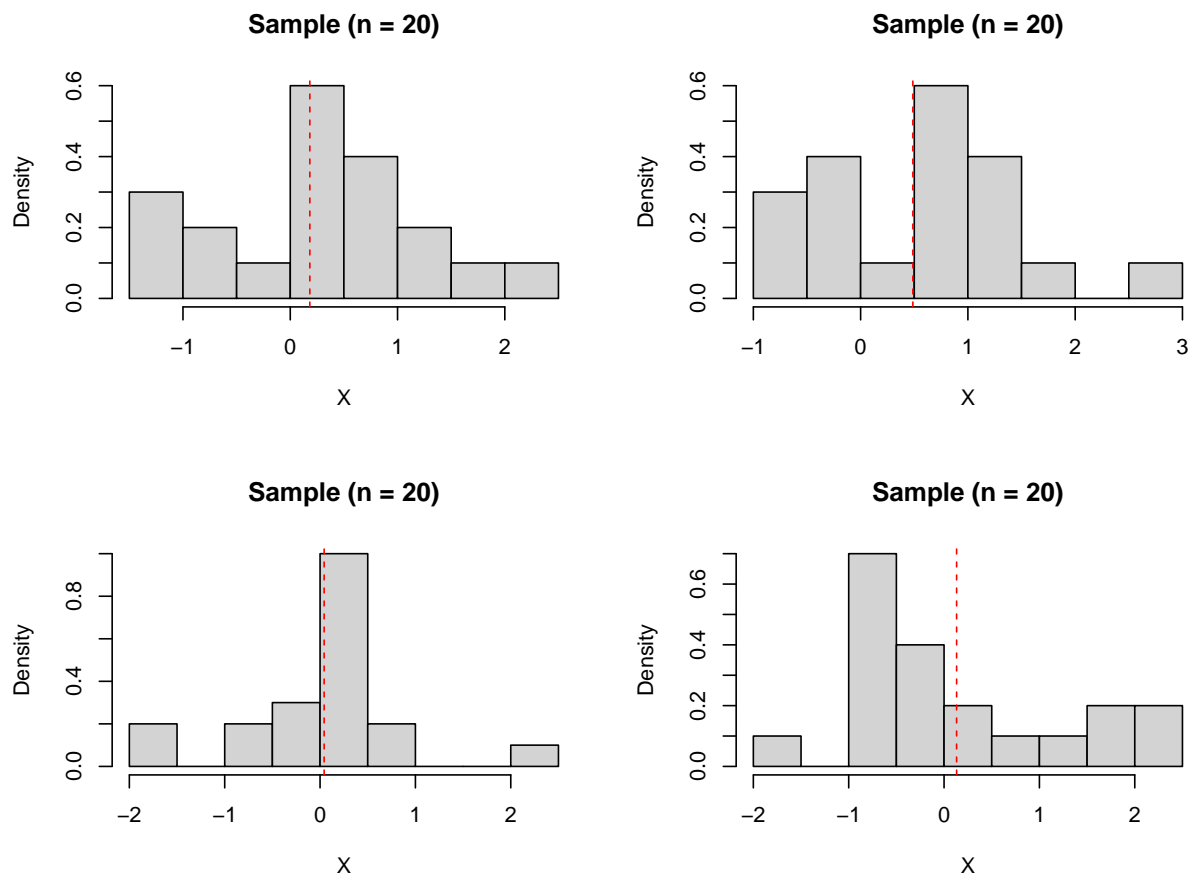 Sample (n = 20)
Density
0.0 0.2 0.4 0.6
−1 0 1 2
X
Sample (n = 20)
Density
0.0 0.2 0.4 0.6
−1 0 1 2 3
X
Sample (n = 20)
Density
0.0 0.4 0.8
−2 −1 0 1 2
X
Sample (n = 20)
Density
0.0 0.2 0.4 0.6
−2 −1 0 1 2
X